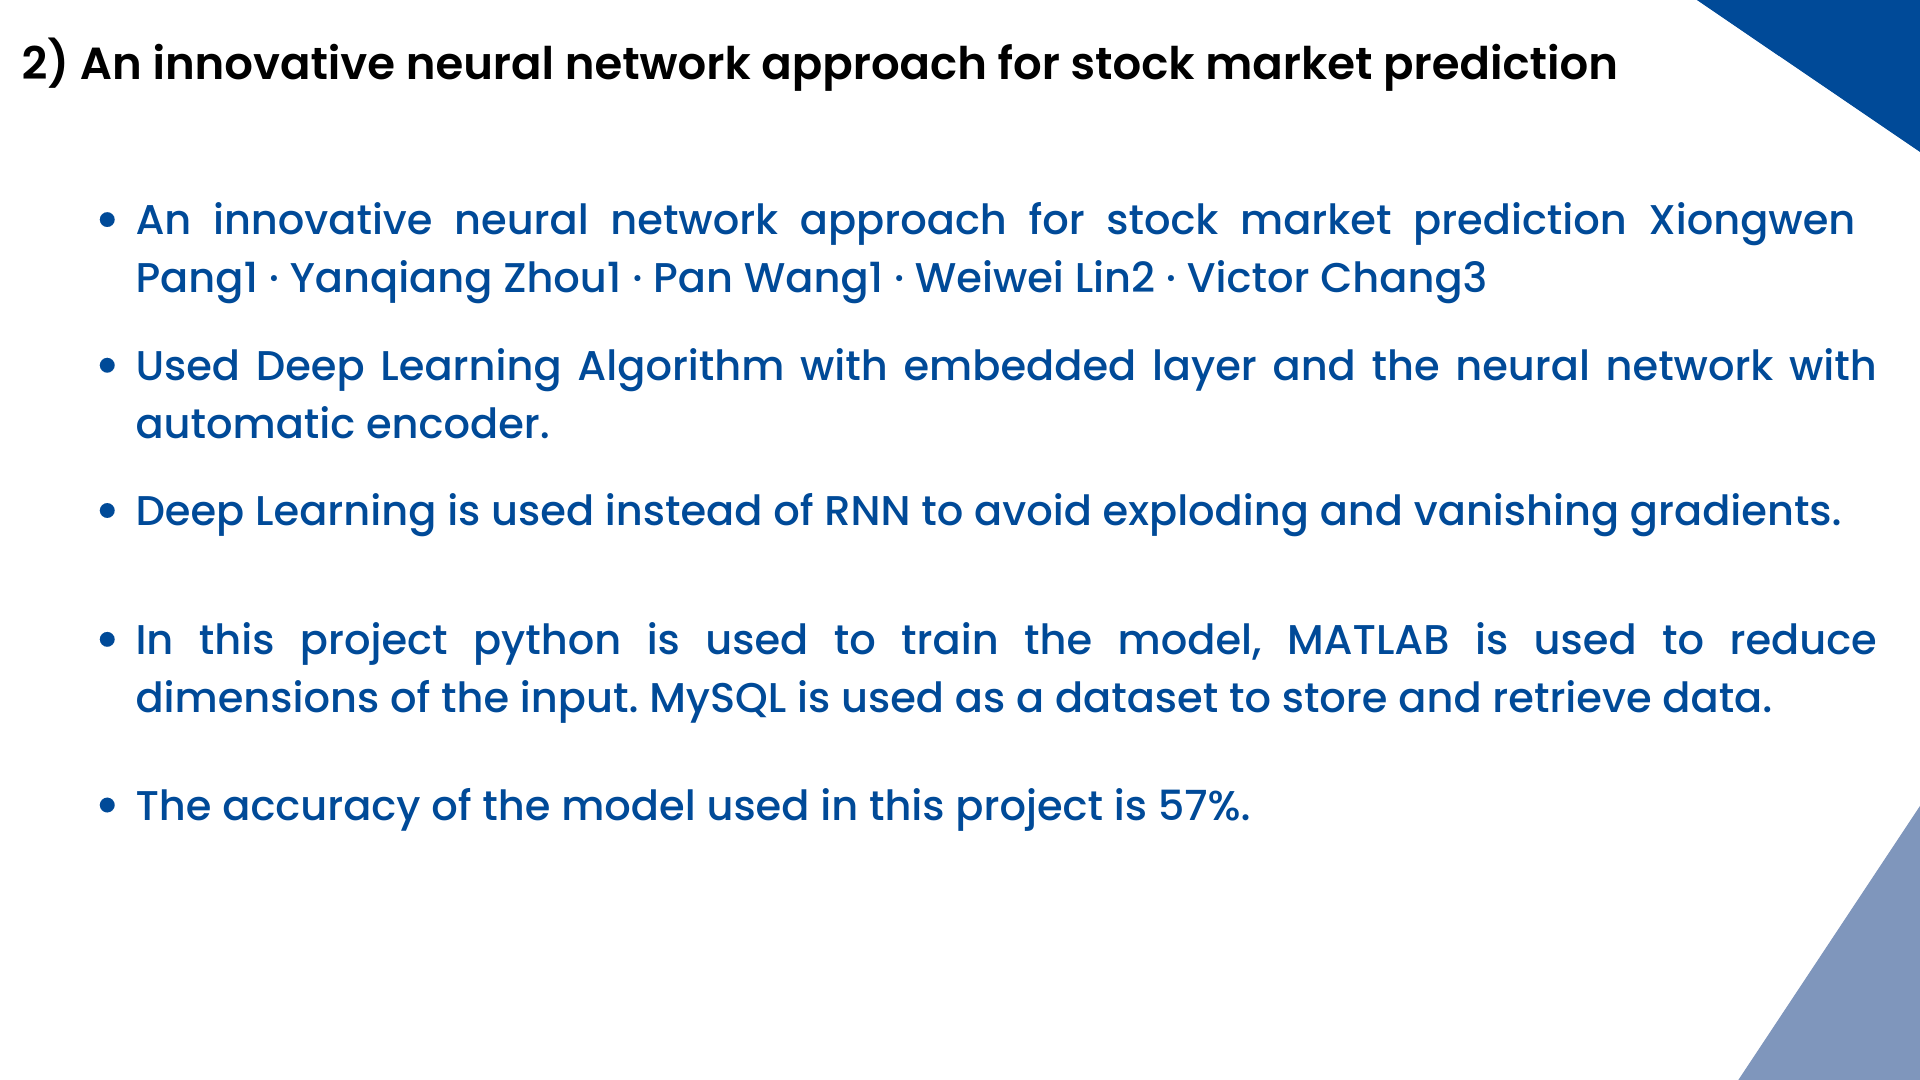 2) An innovative neural network approach for stock market prediction
• An innovative neural network approach for stock market prediction Xiongwen
Pang1 · Yanqiang Zhou1 · Pan Wang1 · Weiwei Lin2 · Victor Chang3
• Used Deep Learning Algorithm with embedded layer and the neural network with
automatic encoder.
• Deep Learning is used instead of RNN to avoid exploding and vanishing gradients.
• In this project python is used to train the model, MATLAB is used to reduce
dimensions of the input. MySQL is used as a dataset to store and retrieve data.
• The accuracy of the model used in this project is 57%.